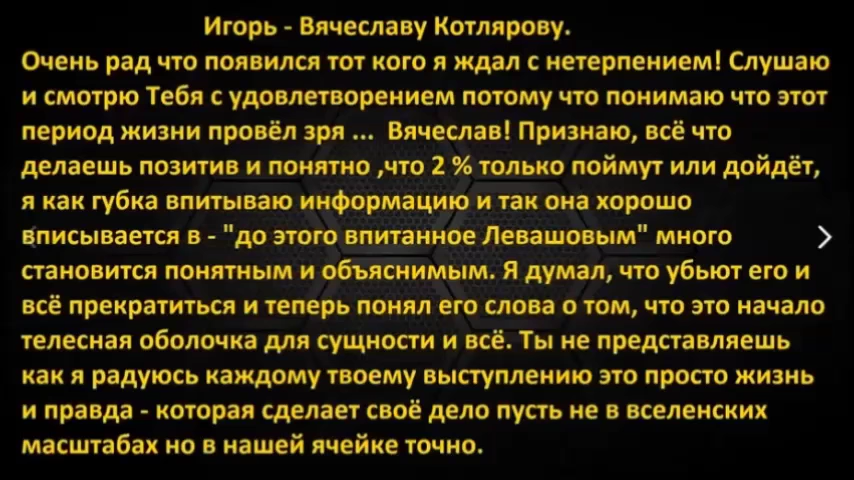 Игорь - Вячеславу Котлярову.
Очень рад что появился тот кого я ждал с нетерпением! Слушаю
и смотрю Тебя с удовлетворением потому что понимаю что этот
период жизни провёл зря ... Вячеслав! Признаю, всё что
делаешь позитив и понятно ,что 2 % только поймут или дойдёт,
я как губка впитываю информацию и так она хорошо
вписывается в - "до этого впитанное Левашовым" много
становится понятным и объяснимым. Я думал, что убьют его и
всё прекратиться и теперь понял его слова о том, что это начало
телесная оболочка для сущности и всё. Ты не представляешь
как я радуюсь каждому твоему выступлению это просто жизнь
и правда - которая сделает своё дело пусть не в вселенских
масштабах но в нашей ячейке точно.